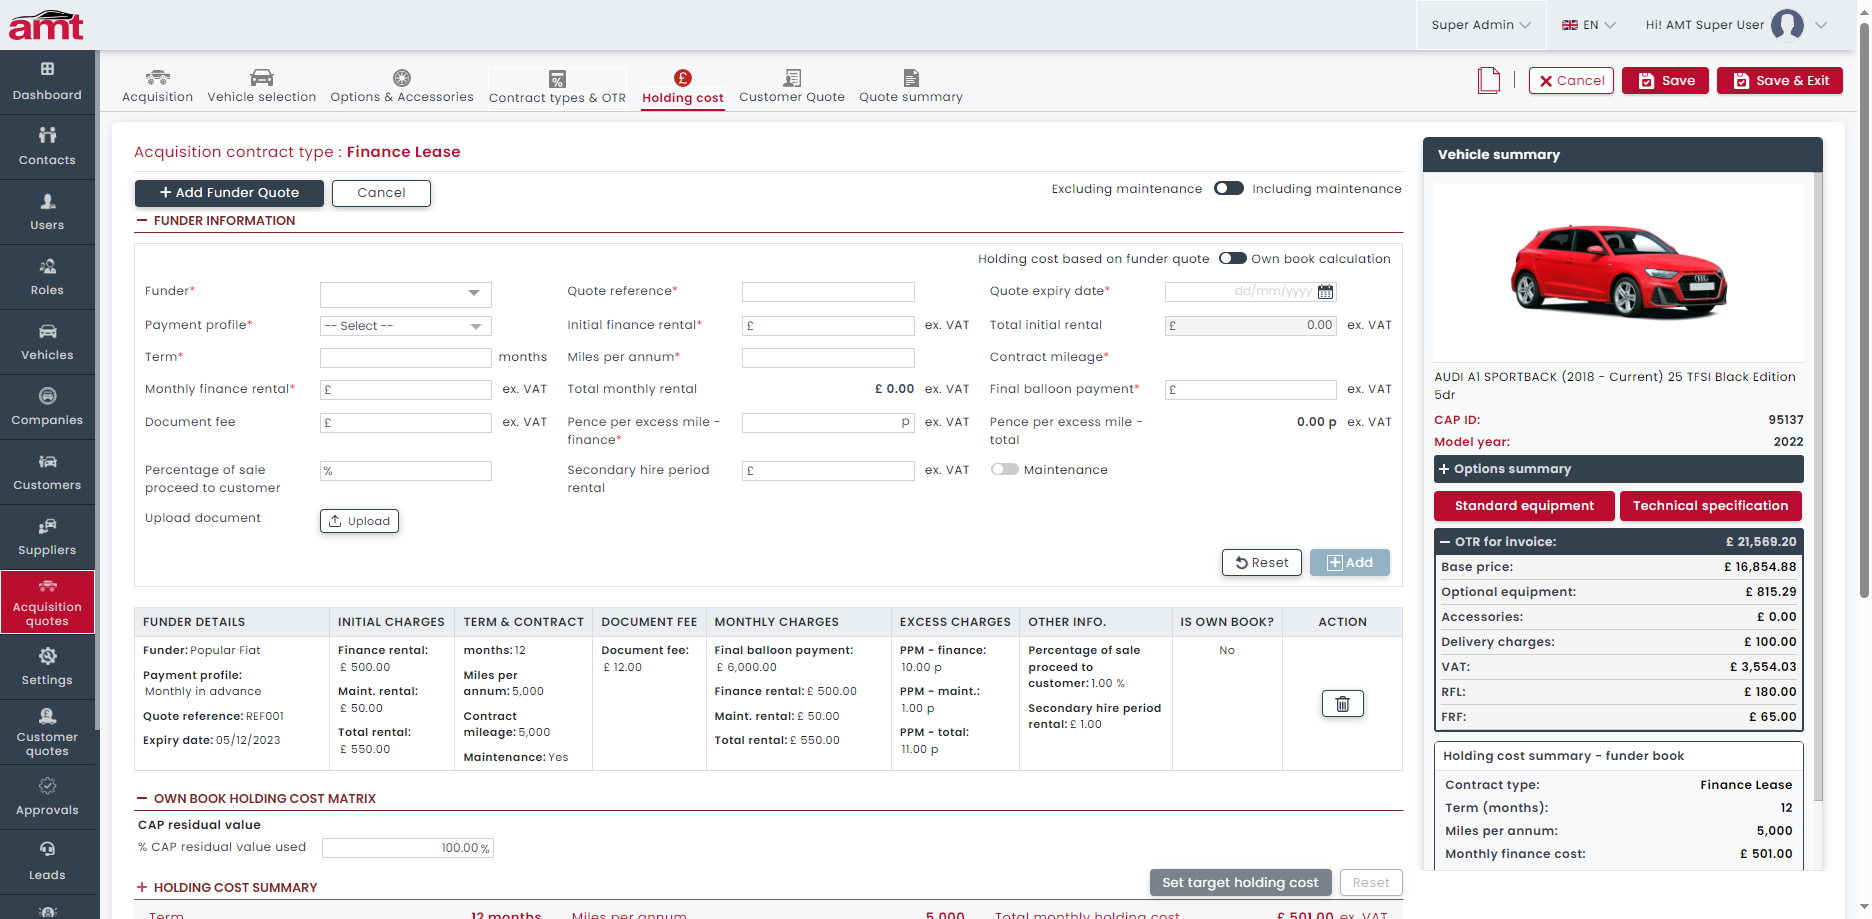 amt
Super Admin
EN
Hi! AMT Super User
Dashboard
Contacts
Users
Roles
Vehicles
Companies
Customers
Suppliers
Acquisition
quotes
Settings
Customer
quotes
Approvals
Leads
Acquisition
Vehicle selection
Options & Accessories
Contract types & OTR
Holding cost
Customer Quote
Quote summary
Cancel
Save
Save & Exit
Acquisition contract type : Finance Lease
+ Add Funder Quote
Cancel
Excluding maintenance
Including maintenance
− FUNDER INFORMATION
Holding cost based on funder quote
Own book calculation
Funder*
Quote reference*
Quote expiry date*
dd/mm/yyyy
Payment profile*
-- Select --
Initial finance rental*
£
ex. VAT
Total initial rental
£ 0.00
ex. VAT
Term*
months
Miles per annum*
Contract mileage*
Monthly finance rental*
£
ex. VAT
Total monthly rental
£ 0.00
ex. VAT
Final balloon payment*
£
ex. VAT
Document fee
£
ex. VAT
Pence per excess mile -
finance*
p
ex. VAT
Pence per excess mile -
total
0.00 p
ex. VAT
Percentage of sale
proceed to customer
%
Secondary hire period
rental
£
ex. VAT
Maintenance
Upload document
Upload
Reset
Add
FUNDER DETAILS
INITIAL CHARGES
TERM & CONTRACT
DOCUMENT FEE
MONTHLY CHARGES
EXCESS CHARGES
OTHER INFO.
IS OWN BOOK?
ACTION
Funder: Popular Fiat
Payment profile:
Monthly in advance
Quote reference: REF001
Expiry date: 05/12/2023
Finance rental:
£ 500.00
Maint. rental:
£ 50.00
Total rental:
£ 550.00
months: 12
Miles per
annum: 5,000
Contract
mileage: 5,000
Maintenance: Yes
Document fee:
£ 12.00
Final balloon payment:
£ 6,000.00
Finance rental: £ 500.00
Maint. rental: £ 50.00
Total rental: £ 550.00
PPM - finance:
10.00 p
PPM - maint.:
1.00 p
PPM - total:
11.00 p
Percentage of sale
proceed to
customer: 1.00 %
Secondary hire period
rental: £ 1.00
No
− OWN BOOK HOLDING COST MATRIX
CAP residual value
% CAP residual value used
100.00 %
+ HOLDING COST SUMMARY
Set target holding cost
Reset
Term
12 months
Miles per annum
5,000
Total monthly holding cost
£ 501.00 ex. VAT
Vehicle summary
AUDI A1 SPORTBACK (2018 - Current) 25 TFSI Black Edition
5dr
CAP ID: 95137
Model year: 2022
+ Options summary
Standard equipment
Technical specification
− OTR for invoice: £ 21,569.20
Base price: £ 16,854.88
Optional equipment: £ 815.29
Accessories: £ 0.00
Delivery charges: £ 100.00
VAT: £ 3,554.03
RFL: £ 180.00
FRF: £ 65.00
Holding cost summary - funder book
Contract type: Finance Lease
Term (months): 12
Miles per annum: 5,000
Monthly finance cost: £ 501.00